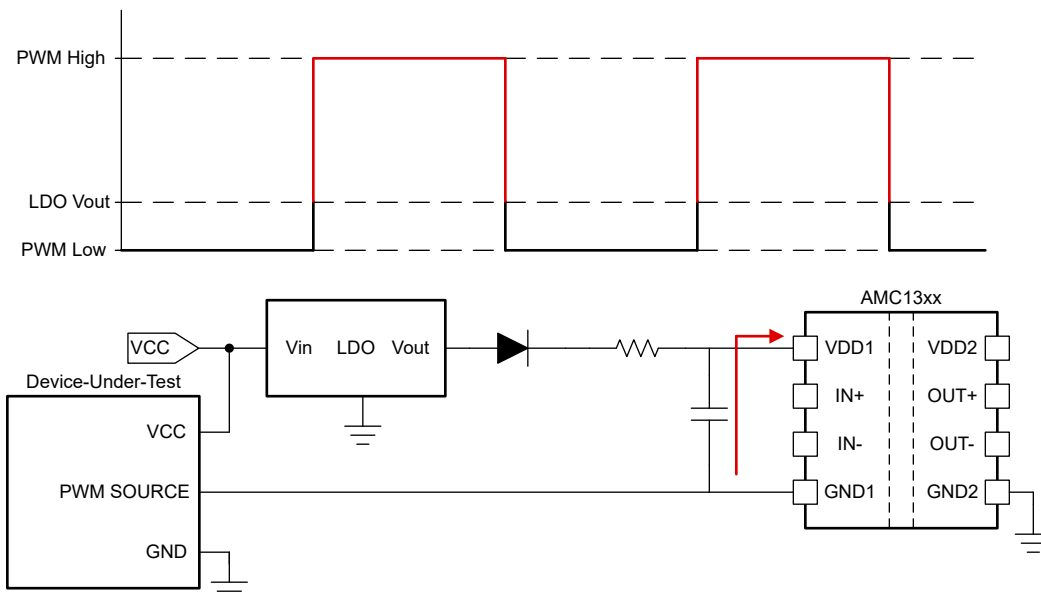 PWM High
LDO Vout
PWM Low
AMC13xx
VCC
Vin LDO Vout
VDD1 VDD2
Device-Under-Test
IN+ OUT+
VCC
IN- OUT-
PWM SOURCE
GND1 GND2
GND